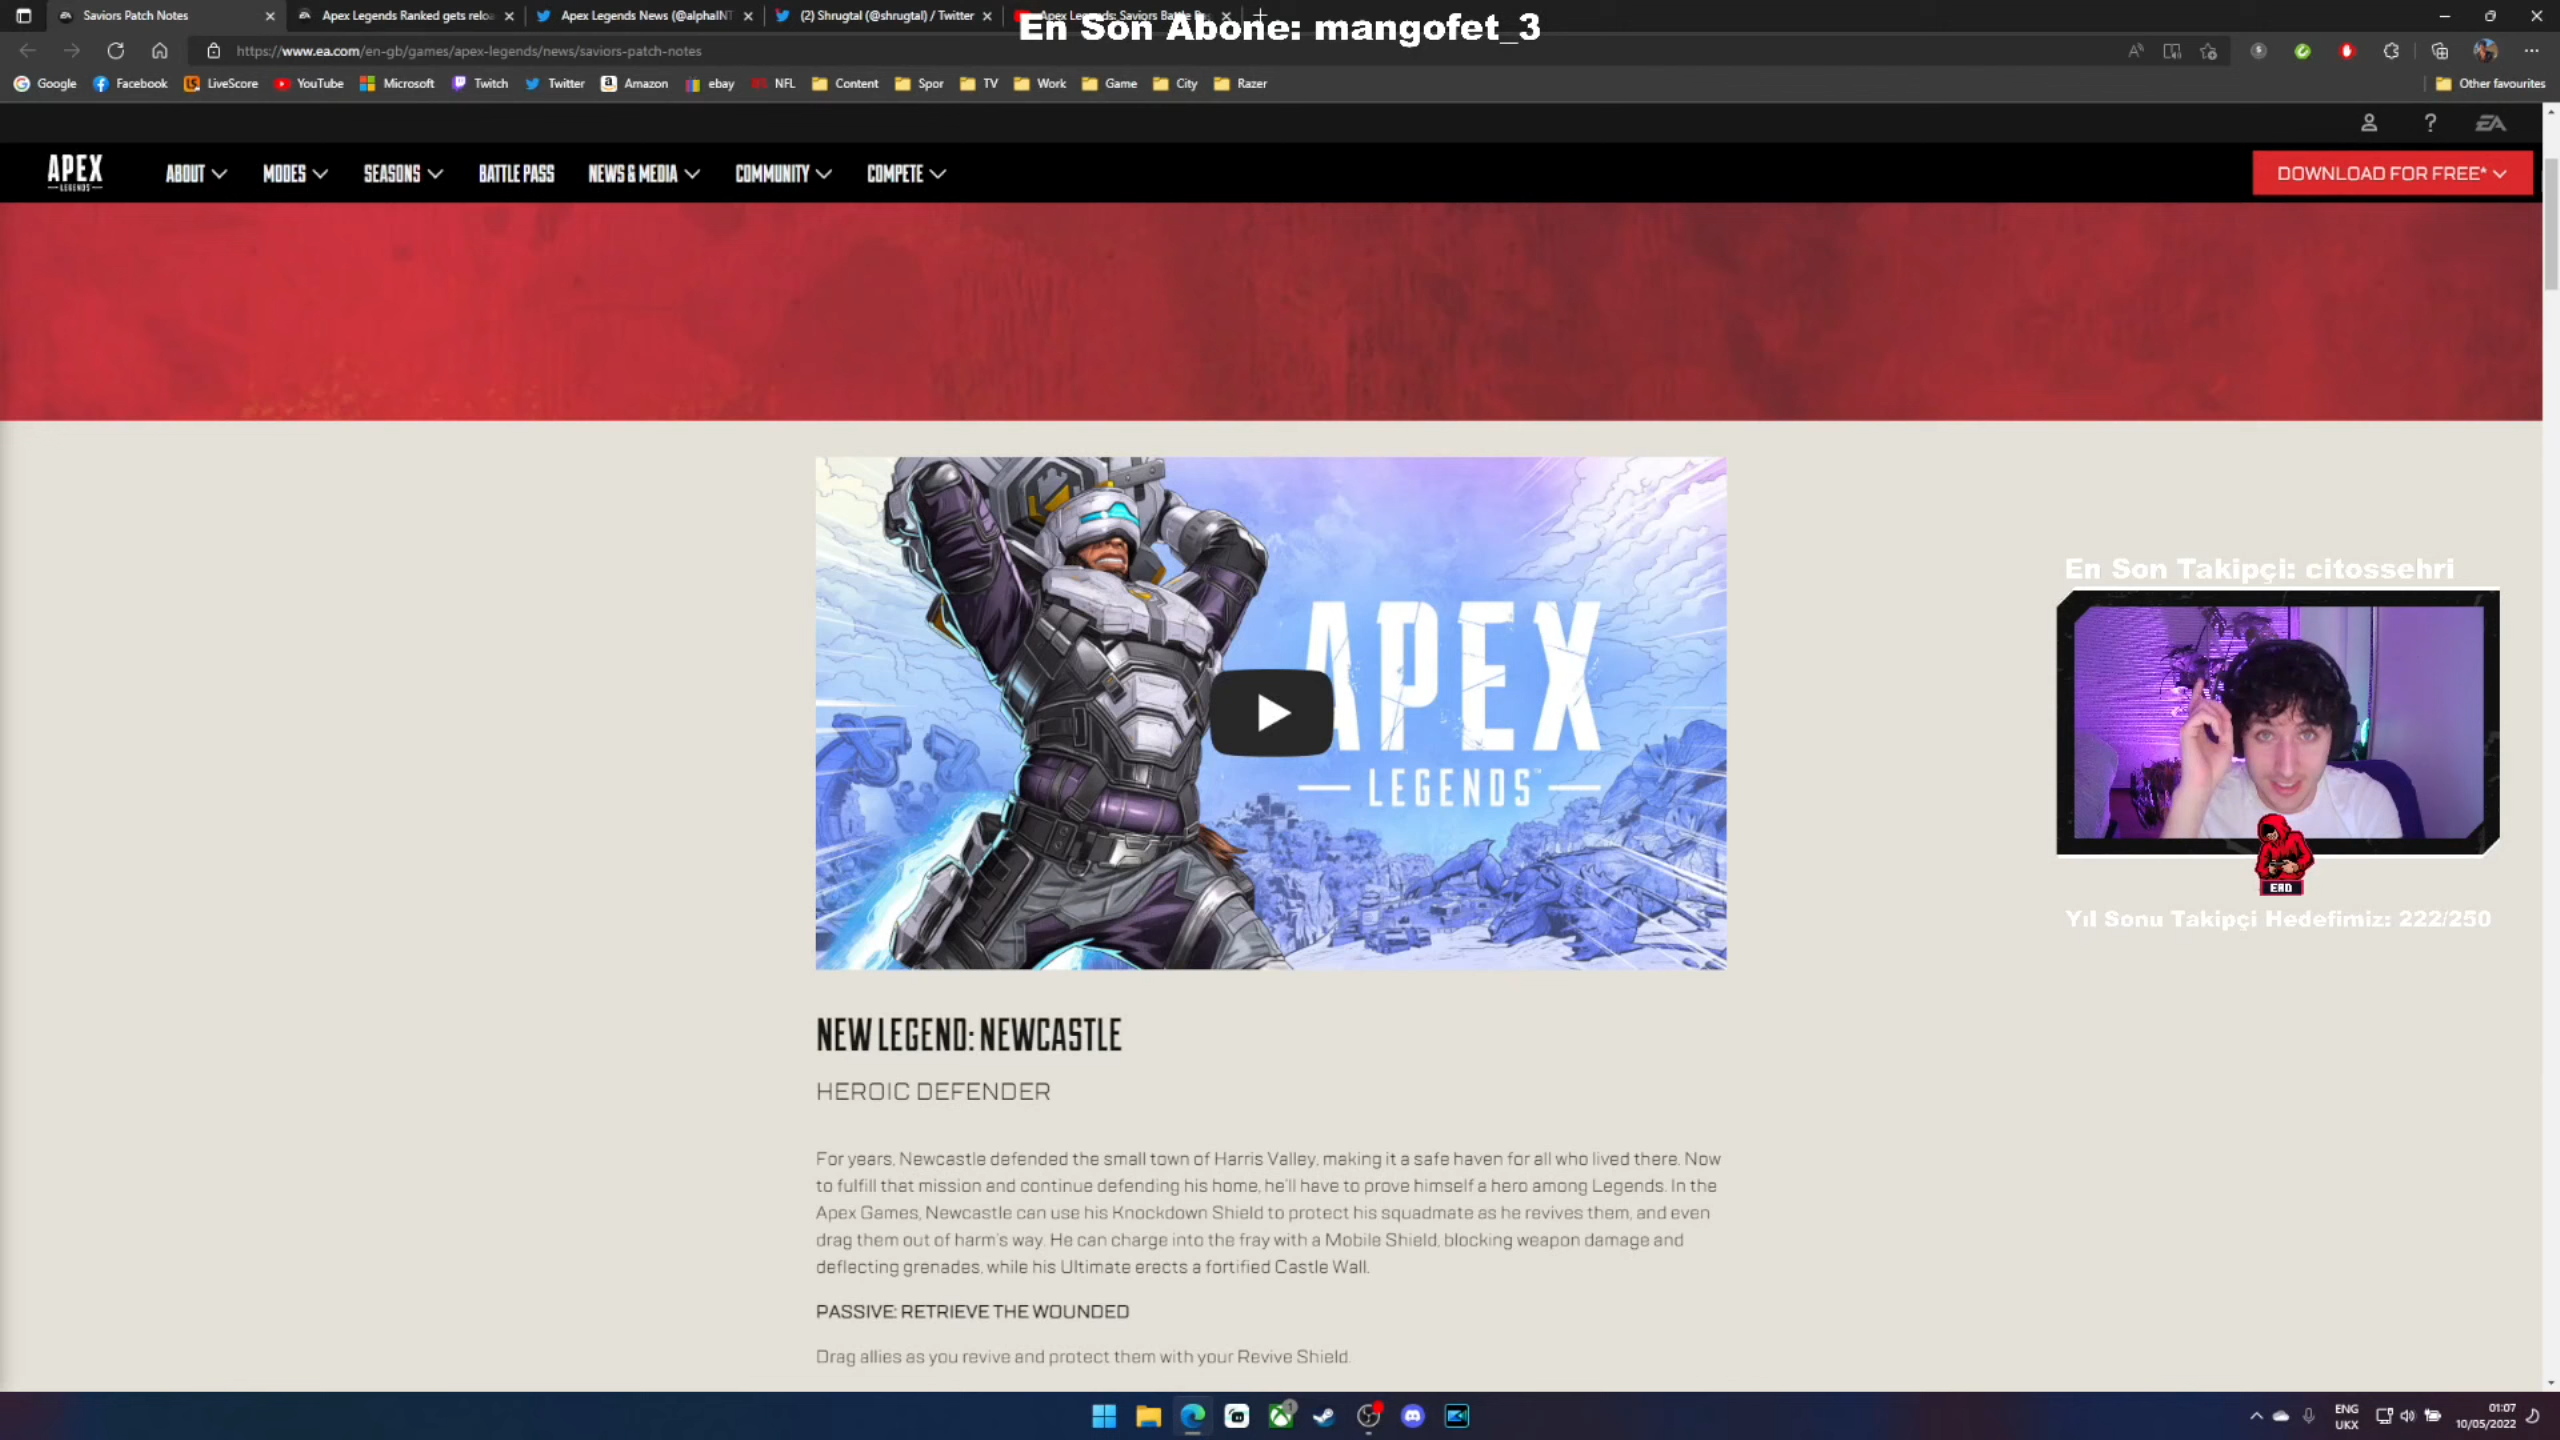 Saviors Patch Notes
Apex Legends Ranked gets relo
Apex Legends News (@alphaINT
(2) Shrugtal (@shrugtal) / Twitter
Apex Legends: Saviors Battle
En Son Abone: mangofet_3
https://www.ea.com/en-gb/games/apex-legends/news/saviors-patch-notes
Google Facebook LiveScore YouTube Microsoft Twitch Twitter Amazon ebay NFL Content Spor TV Work Game City Razer Other favourites
APEX
LEGENDS
ABOUT MODES SEASONS BATTLE PASS NEWS & MEDIA COMMUNITY COMPETE
DOWNLOAD FOR FREE*
APEX
LEGENDS™
En Son Takipçi: citossehri
ERD
Yıl Sonu Takipçi Hedefimiz: 222/250
NEW LEGEND: NEWCASTLE
HEROIC DEFENDER
For years, Newcastle defended the small town of Harris Valley, making it a safe haven for all who lived there. Now
to fulfill that mission and continue defending his home, he'll have to prove himself a hero among Legends. In the
Apex Games, Newcastle can use his Knockdown Shield to protect his squadmate as he revives them, and even
drag them out of harm's way. He can charge into the fray with a Mobile Shield, blocking weapon damage and
deflecting grenades, while his Ultimate erects a fortified Castle Wall.
PASSIVE: RETRIEVE THE WOUNDED
Drag allies as you revive and protect them with your Revive Shield.
ENG
UKX
01:07
10/05/2022